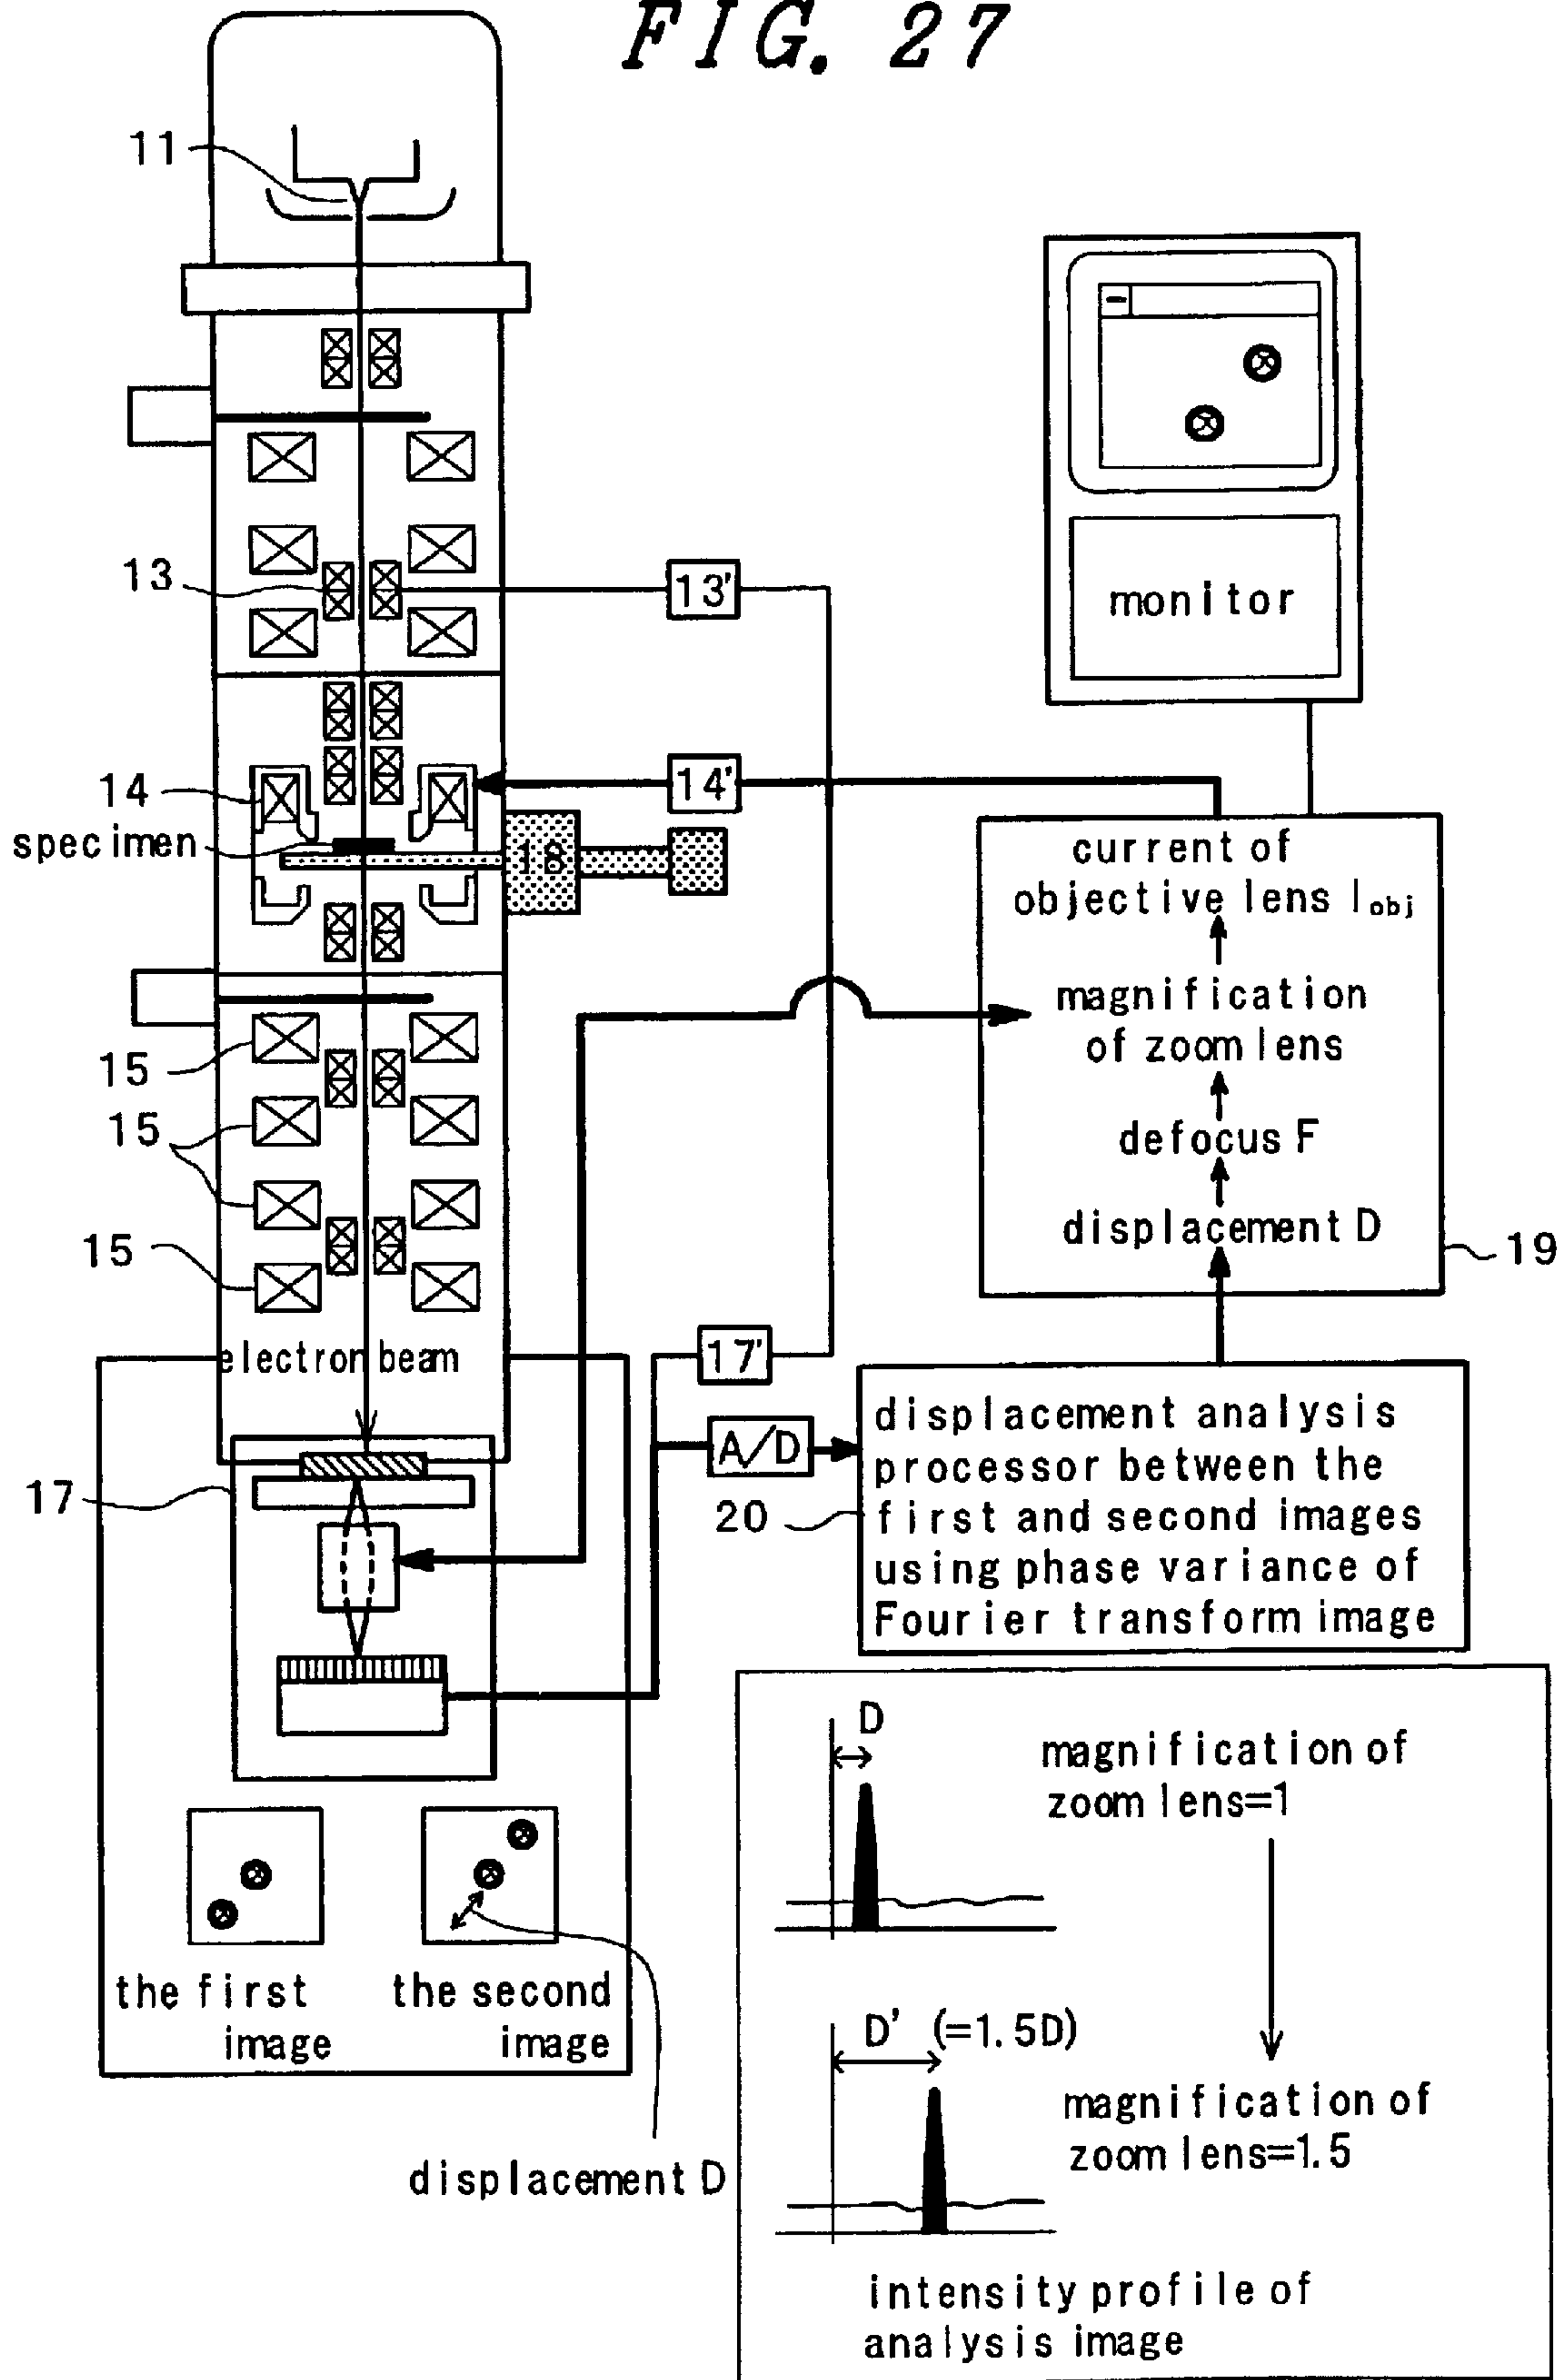 FIG. 27
11
13
13'
monitor
14
14'
specimen
18
current of
objective lens Iobj
magnification
of zoom lens
defocus F
displacement D
19
15
15
15
electron beam
17'
A/D
displacement analysis
processor between the
first and second images
using phase variance of
Fourier transform image
20
17
the first
image
the second
image
displacement D
D
magnification of
zoom lens=1
D' (=1.5D)
magnification of
zoom lens=1.5
intensity profile of
analysis image